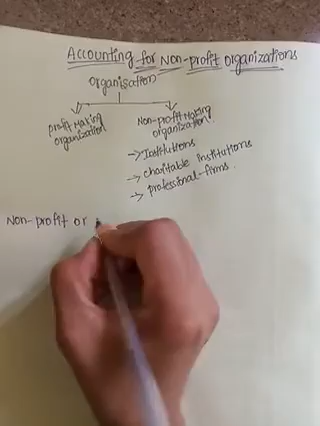 Accounting for Non-profit organizations
organisation
profit making
organization
Non-profit making
organization
→ Institutions
→ charitable institutions
→ professional-firms.
Non-profit or